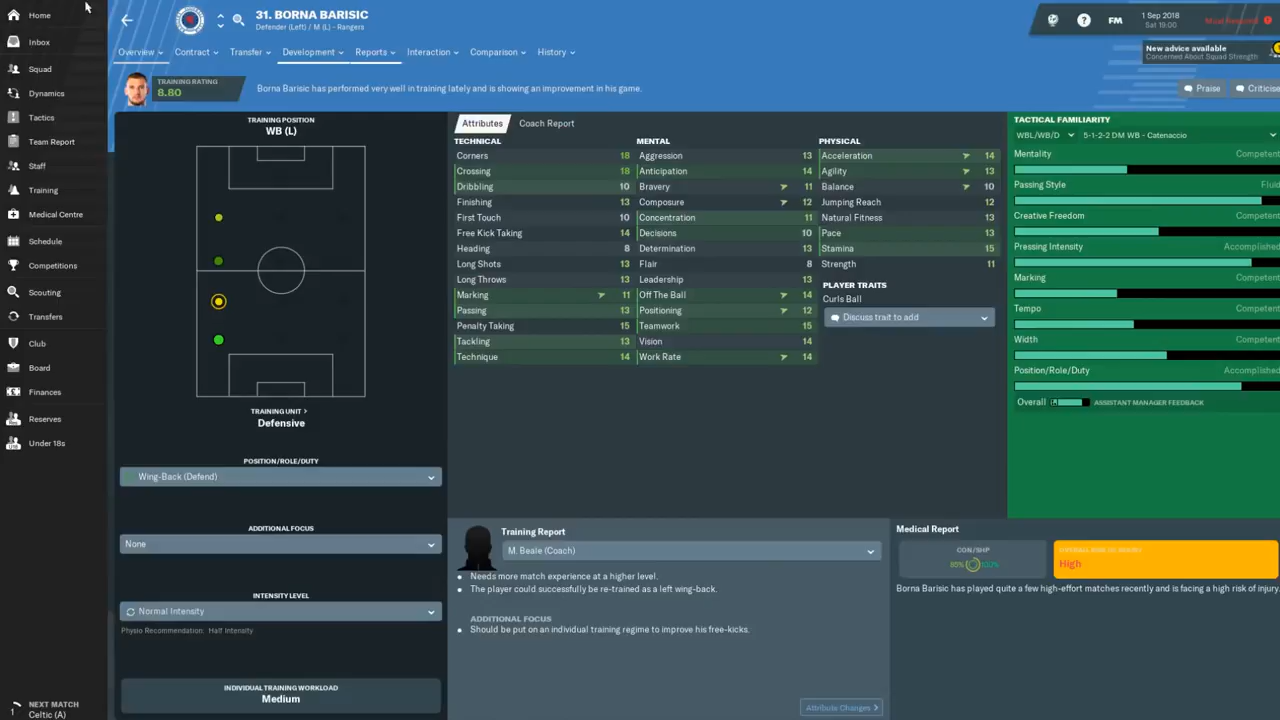 Home
Inbox
Squad
Dynamics
Tactics
Team Report
Staff
Training
Medical Centre
Schedule
Competitions
Scouting
Transfers
Club
Board
Finances
Reserves
Under 18s
NEXT MATCH
Celtic (A)
31. BORNA BARISIC
Defender (Left) / M (L) - Rangers
1 Sep 2018
Sat 19:00
FM
New advice available
Concerned About Squad Strength
Overview
Contract
Transfer
Development
Reports
Interaction
Comparison
History
TRAINING RATING
8.80
Borna Barisic has performed very well in training lately and is showing an improvement in his game.
Praise
Criticise
TRAINING POSITION
WB (L)
TRAINING UNIT >
Defensive
POSITION/ROLE/DUTY
Wing-Back (Defend)
ADDITIONAL FOCUS
None
INTENSITY LEVEL
Normal Intensity
Physio Recommendation: Half Intensity
INDIVIDUAL TRAINING WORKLOAD
Medium
Attributes
Coach Report
TECHNICAL
Corners 18
Crossing 18
Dribbling 10
Finishing 13
First Touch 10
Free Kick Taking 14
Heading 8
Long Shots 13
Long Throws 13
Marking 11
Passing 13
Penalty Taking 15
Tackling 13
Technique 14
MENTAL
Aggression 13
Anticipation 14
Bravery 11
Composure 12
Concentration 11
Decisions 10
Determination 13
Flair 8
Leadership 13
Off The Ball 14
Positioning 12
Teamwork 15
Vision 14
Work Rate 14
PHYSICAL
Acceleration 14
Agility 13
Balance 10
Jumping Reach 12
Natural Fitness 13
Pace 13
Stamina 15
Strength 11
PLAYER TRAITS
Curls Ball
Discuss trait to add
TACTICAL FAMILIARITY
WBL/WB/D
5-1-2-2 DM WB - Catenaccio
Mentality Competent
Passing Style Fluid
Creative Freedom Competent
Pressing Intensity Accomplished
Marking Competent
Tempo Competent
Width Competent
Position/Role/Duty Accomplished
Overall
ASSISTANT MANAGER FEEDBACK
Training Report
M. Beale (Coach)
• Needs more match experience at a higher level.
• The player could successfully be re-trained as a left wing-back.
ADDITIONAL FOCUS
• Should be put on an individual training regime to improve his free-kicks.
Attribute Changes >
Medical Report
CON/SHP
100%
OVERALL RISK OF INJURY
High
Borna Barisic has played quite a few high-effort matches recently and is facing a high risk of injury.